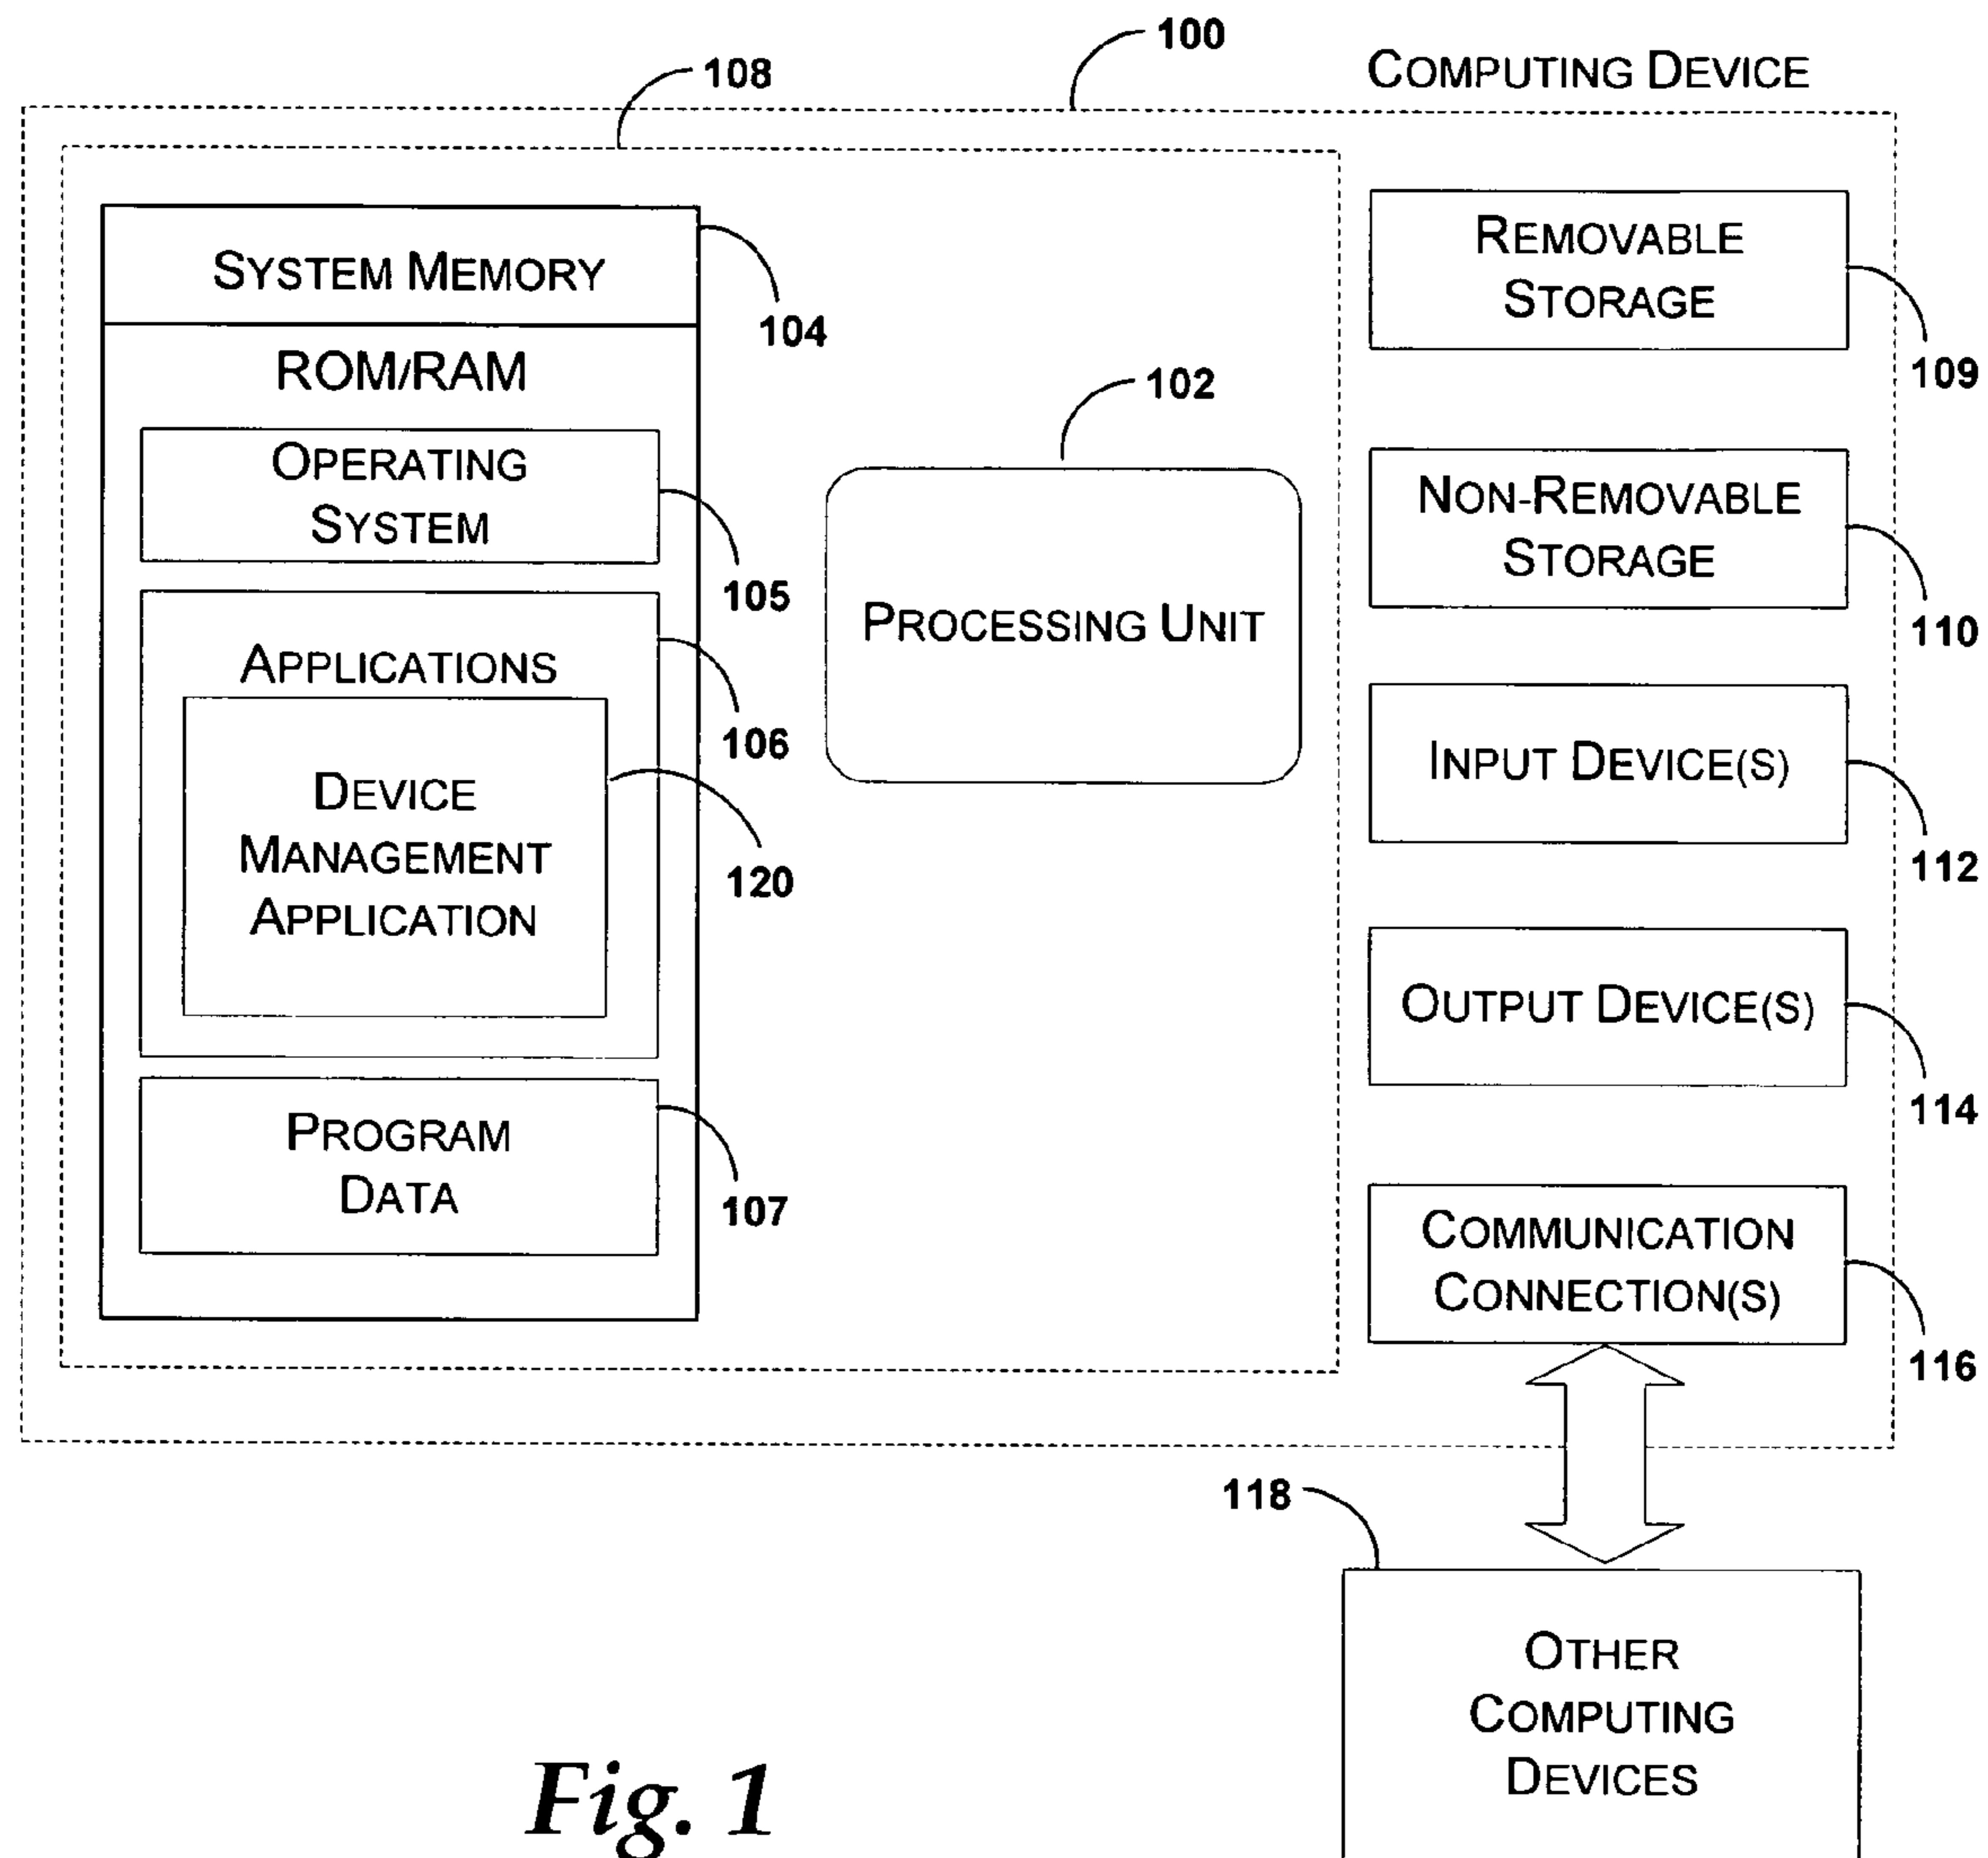 100
COMPUTING DEVICE
108
SYSTEM MEMORY
104
ROM/RAM
OPERATING
SYSTEM
105
APPLICATIONS
106
DEVICE
MANAGEMENT
APPLICATION
120
PROGRAM
DATA
107
102
PROCESSING UNIT
REMOVABLE
STORAGE
109
NON-REMOVABLE
STORAGE
110
INPUT DEVICE(S)
112
OUTPUT DEVICE(S)
114
COMMUNICATION
CONNECTION(S)
116
118
OTHER
COMPUTING
DEVICES
Fig. 1